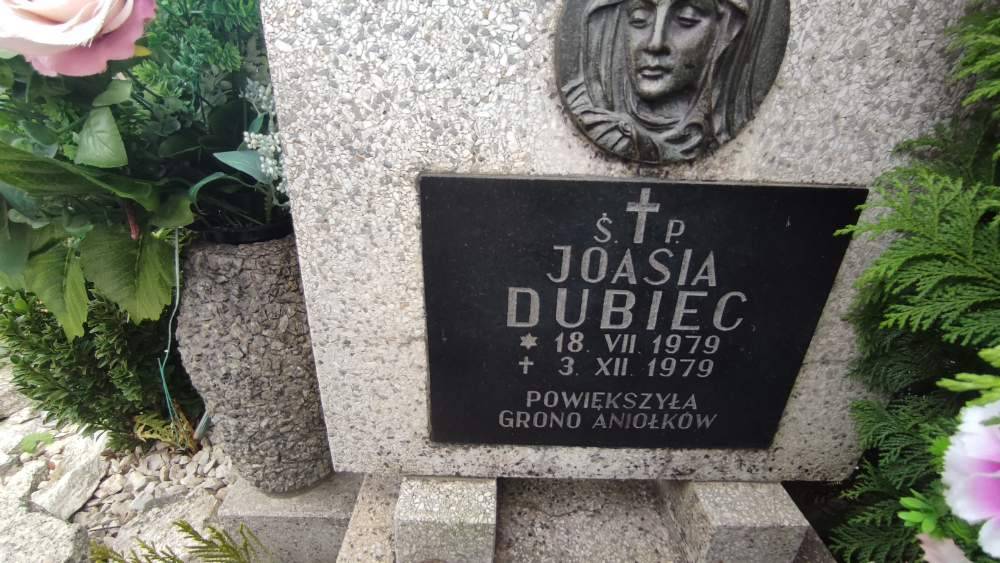 Ś. P.
JOASIA
DUBIEC
* 18. VII. 1979
✝ 3. XII. 1979
POWIĘKSZYŁA
GRONO ANIOŁKÓW